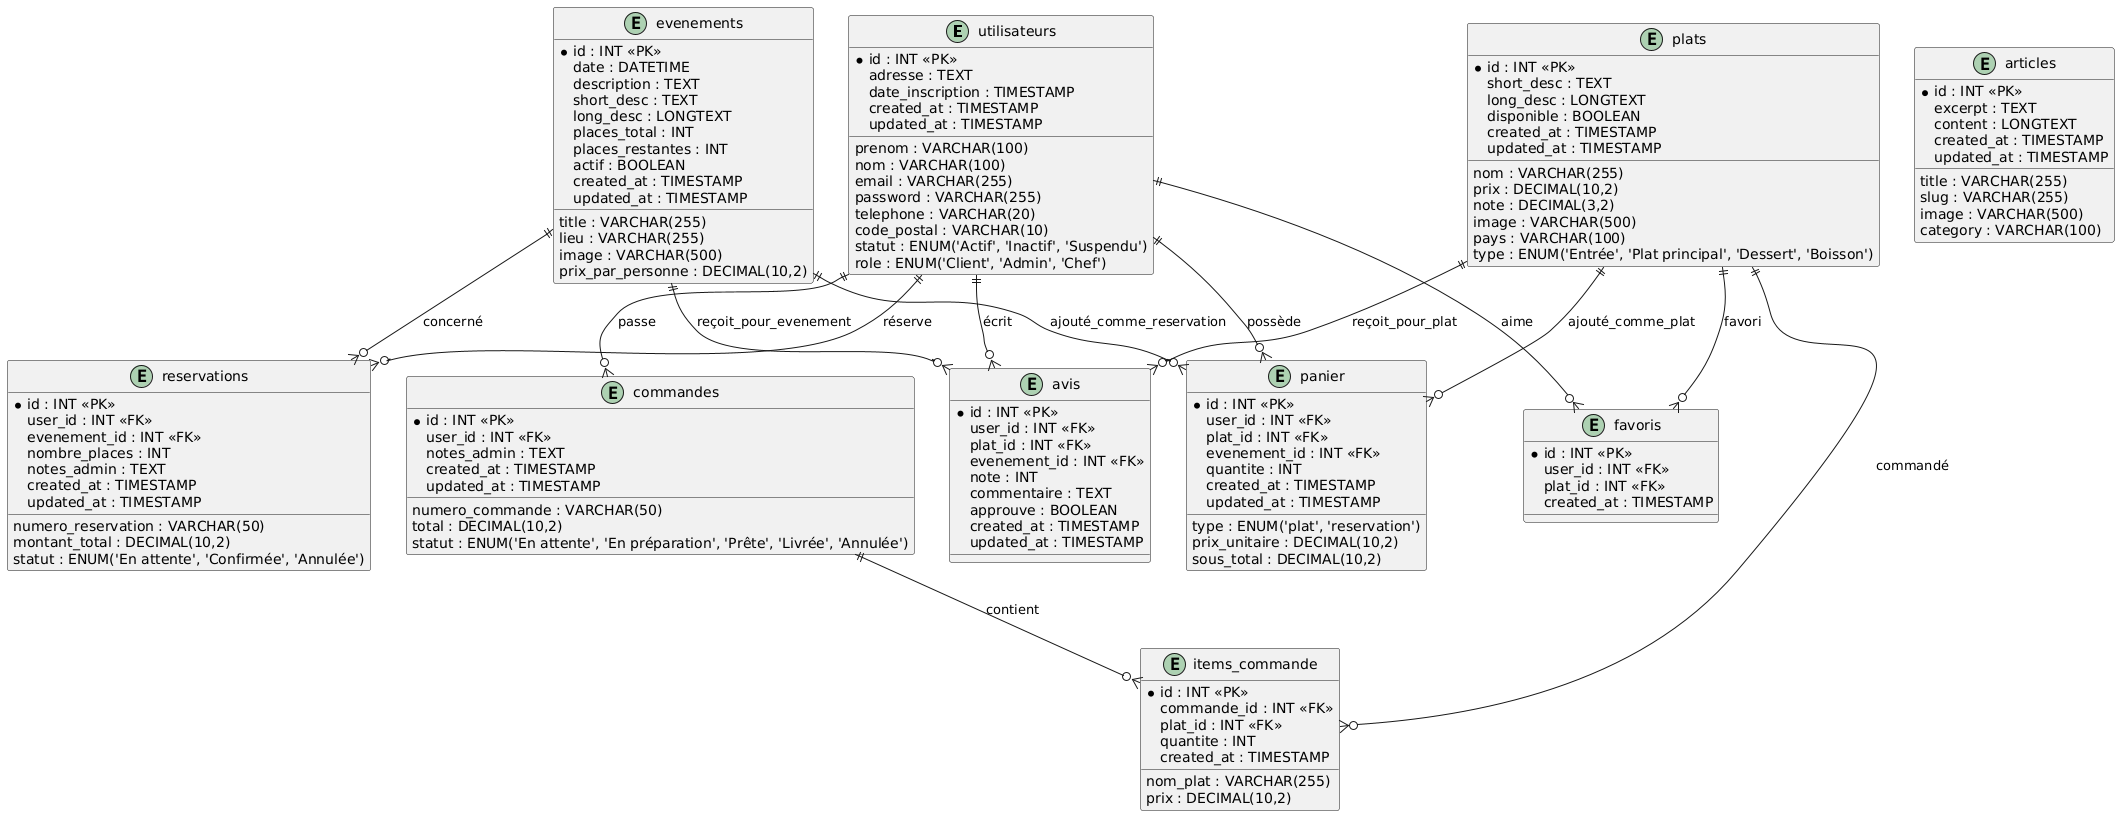 E evenements
* id : INT «PK»
date : DATETIME
description : TEXT
short_desc : TEXT
long_desc : LONGTEXT
places_total : INT
places_restantes : INT
actif : BOOLEAN
created_at : TIMESTAMP
updated_at : TIMESTAMP
title : VARCHAR(255)
lieu : VARCHAR(255)
image : VARCHAR(500)
prix_par_personne : DECIMAL(10,2)
E utilisateurs
* id : INT «PK»
adresse : TEXT
date_inscription : TIMESTAMP
created_at : TIMESTAMP
updated_at : TIMESTAMP
prenom : VARCHAR(100)
nom : VARCHAR(100)
email : VARCHAR(255)
password : VARCHAR(255)
telephone : VARCHAR(20)
code_postal : VARCHAR(10)
statut : ENUM('Actif', 'Inactif', 'Suspendu')
role : ENUM('Client', 'Admin', 'Chef')
E plats
* id : INT «PK»
short_desc : TEXT
long_desc : LONGTEXT
disponible : BOOLEAN
created_at : TIMESTAMP
updated_at : TIMESTAMP
nom : VARCHAR(255)
prix : DECIMAL(10,2)
note : DECIMAL(3,2)
image : VARCHAR(500)
pays : VARCHAR(100)
type : ENUM('Entrée', 'Plat principal', 'Dessert', 'Boisson')
E articles
* id : INT «PK»
excerpt : TEXT
content : LONGTEXT
created_at : TIMESTAMP
updated_at : TIMESTAMP
title : VARCHAR(255)
slug : VARCHAR(255)
image : VARCHAR(500)
category : VARCHAR(100)
concerné
passe
reçoit_pour_evenement
réserve
écrit
ajouté_comme_reservation
possède
reçoit_pour_plat
aime
ajouté_comme_plat
favori
E reservations
* id : INT «PK»
user_id : INT «FK»
evenement_id : INT «FK»
nombre_places : INT
notes_admin : TEXT
created_at : TIMESTAMP
updated_at : TIMESTAMP
numero_reservation : VARCHAR(50)
montant_total : DECIMAL(10,2)
statut : ENUM('En attente', 'Confirmée', 'Annulée')
E commandes
* id : INT «PK»
user_id : INT «FK»
notes_admin : TEXT
created_at : TIMESTAMP
updated_at : TIMESTAMP
numero_commande : VARCHAR(50)
total : DECIMAL(10,2)
statut : ENUM('En attente', 'En préparation', 'Prête', 'Livrée', 'Annulée')
E avis
* id : INT «PK»
user_id : INT «FK»
plat_id : INT «FK»
evenement_id : INT «FK»
note : INT
commentaire : TEXT
approuve : BOOLEAN
created_at : TIMESTAMP
updated_at : TIMESTAMP
E panier
* id : INT «PK»
user_id : INT «FK»
plat_id : INT «FK»
evenement_id : INT «FK»
quantite : INT
created_at : TIMESTAMP
updated_at : TIMESTAMP
type : ENUM('plat', 'reservation')
prix_unitaire : DECIMAL(10,2)
sous_total : DECIMAL(10,2)
E favoris
* id : INT «PK»
user_id : INT «FK»
plat_id : INT «FK»
created_at : TIMESTAMP
commandé
contient
E items_commande
* id : INT «PK»
commande_id : INT «FK»
plat_id : INT «FK»
quantite : INT
created_at : TIMESTAMP
nom_plat : VARCHAR(255)
prix : DECIMAL(10,2)